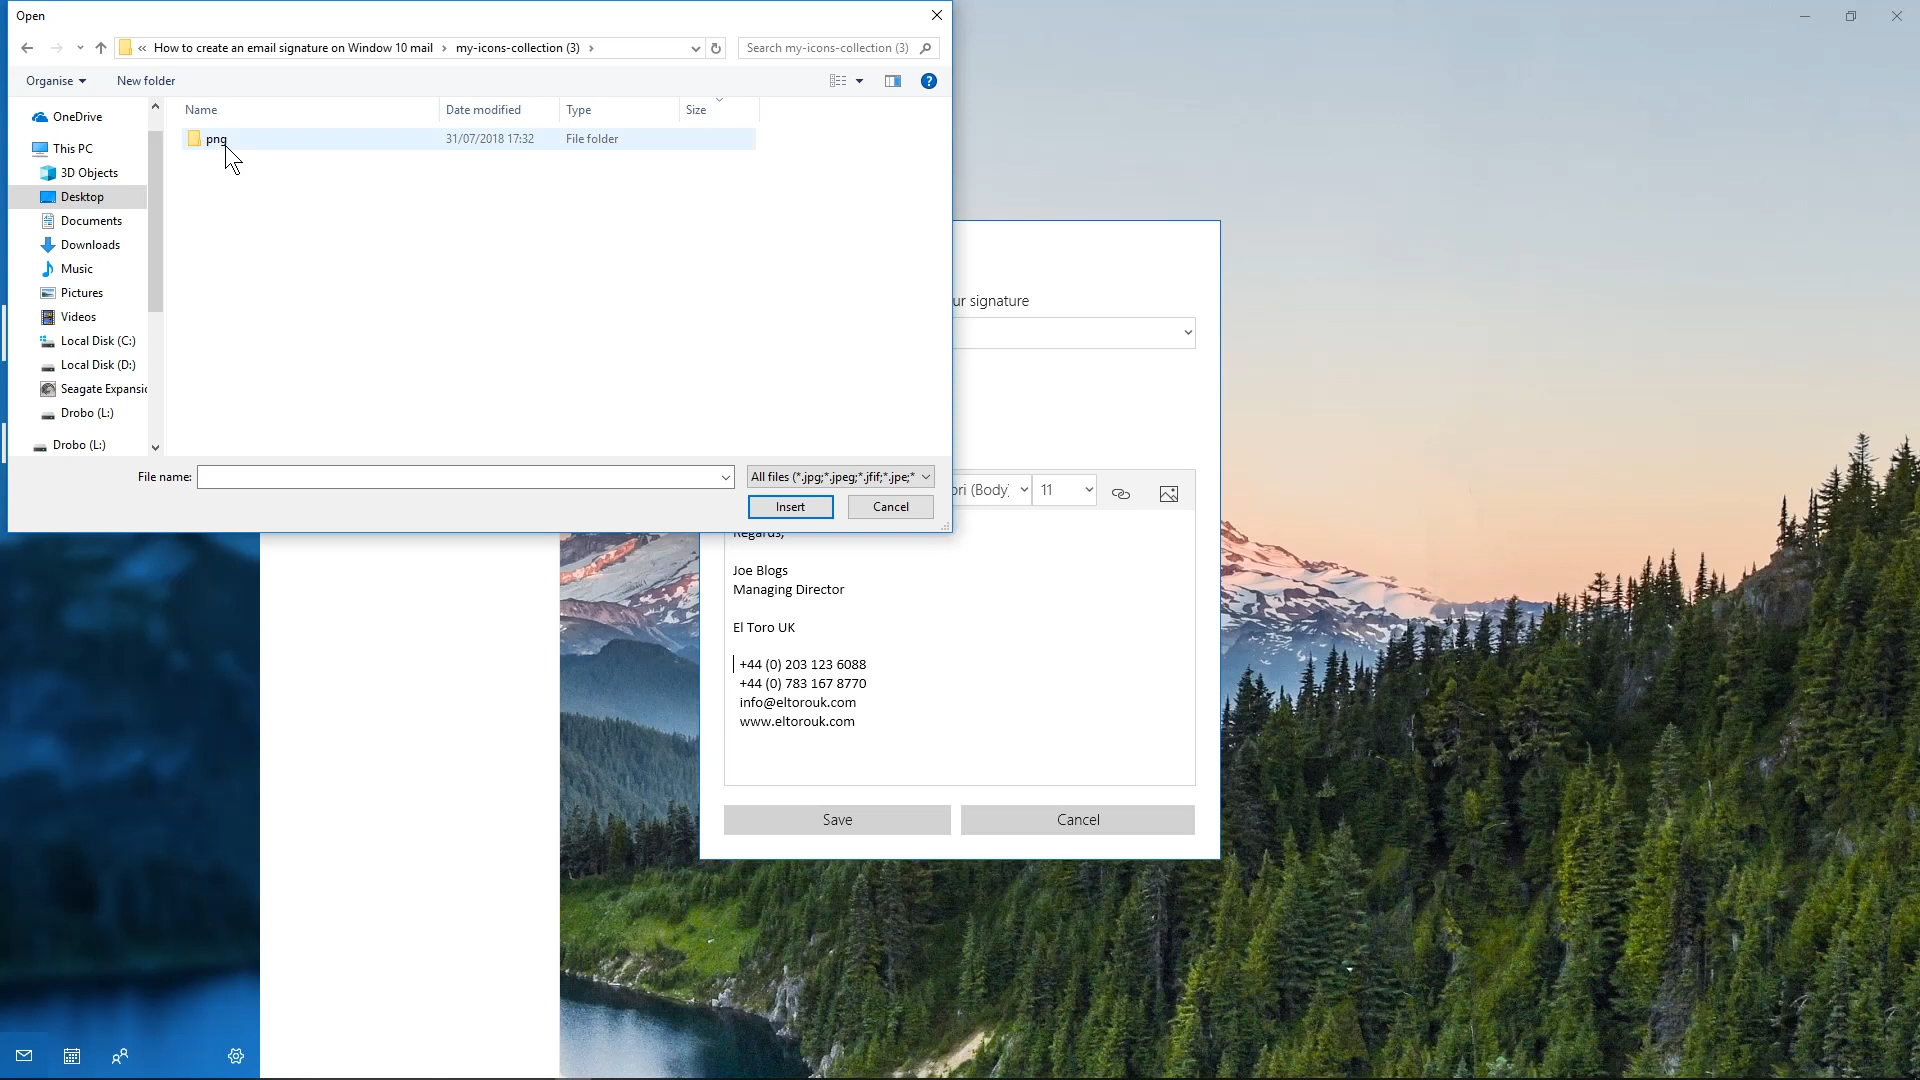 Open
« How to create an email signature on Window 10 mail › my-icons-collection (3) ›
Search my-icons-collection (3)
Organise
New folder
Name
Date modified
Type
Size
png
31/07/2018 17:32
File folder
OneDrive
This PC
3D Objects
Desktop
Documents
Downloads
Music
Pictures
Videos
Local Disk (C:)
Local Disk (D:)
Seagate Expansi
Drobo (L:)
Drobo (L:)
File name:
All files (*.jpg;*.jpeg;*.jfif;*.jpe;*
Insert
Cancel
ur signature
bri (Body)
11
Regards,
Joe Blogs
Managing Director
El Toro UK
+44 (0) 203 123 6088
+44 (0) 783 167 8770
info@eltorouk.com
www.eltorouk.com
Save
Cancel